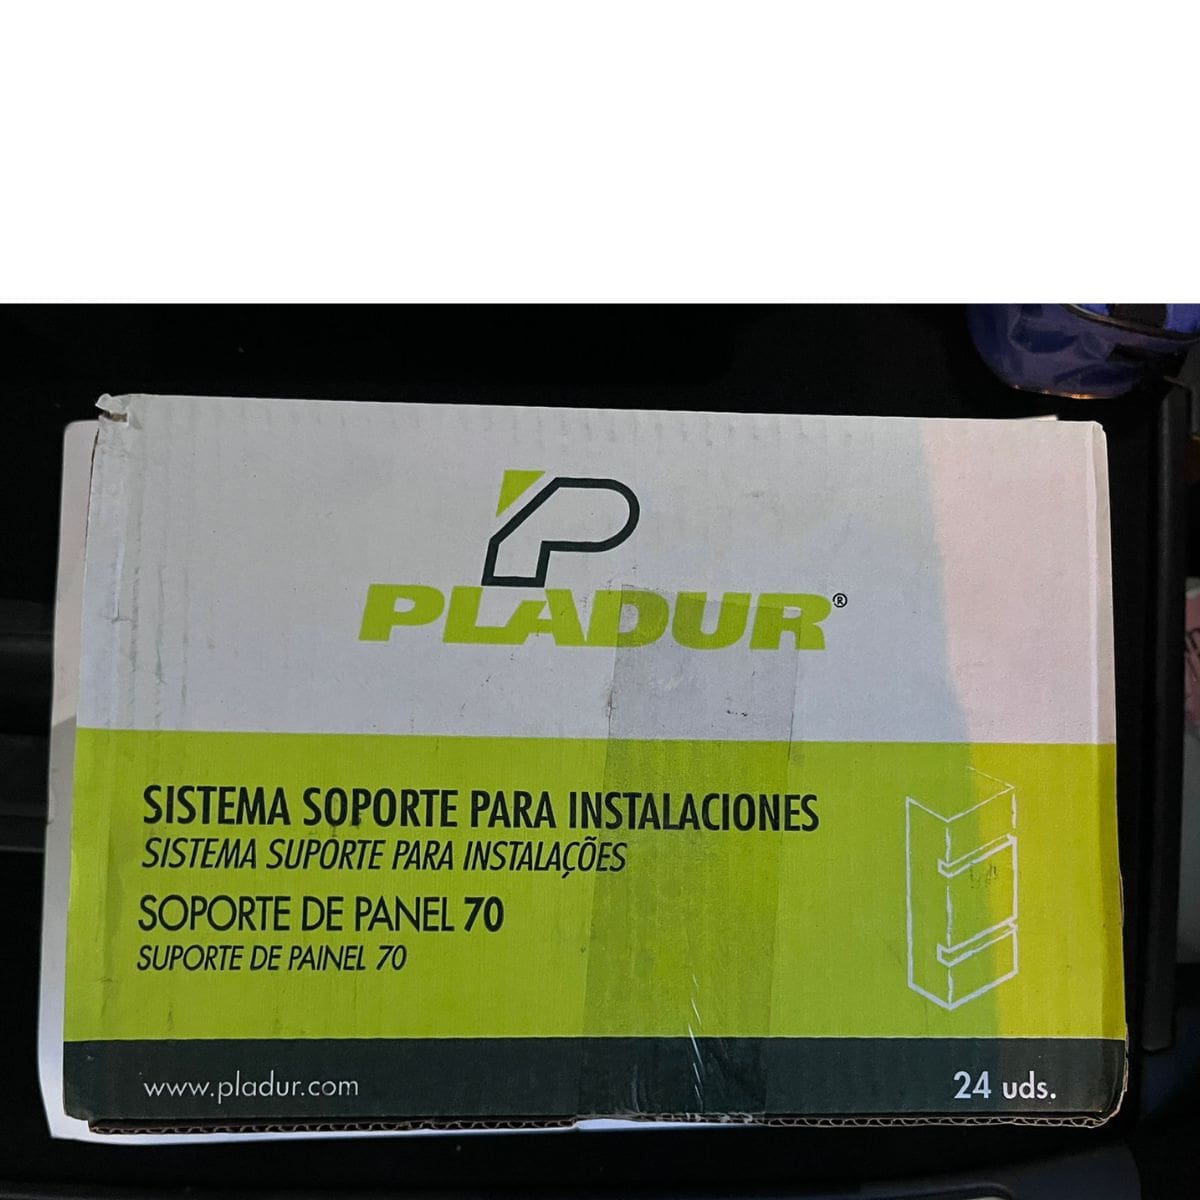 PLADUR®
SISTEMA SOPORTE PARA INSTALACIONES
SISTEMA SUPORTE PARA INSTALAÇÕES
SOPORTE DE PANEL 70
SUPORTE DE PAINEL 70
www.pladur.com
24 uds.